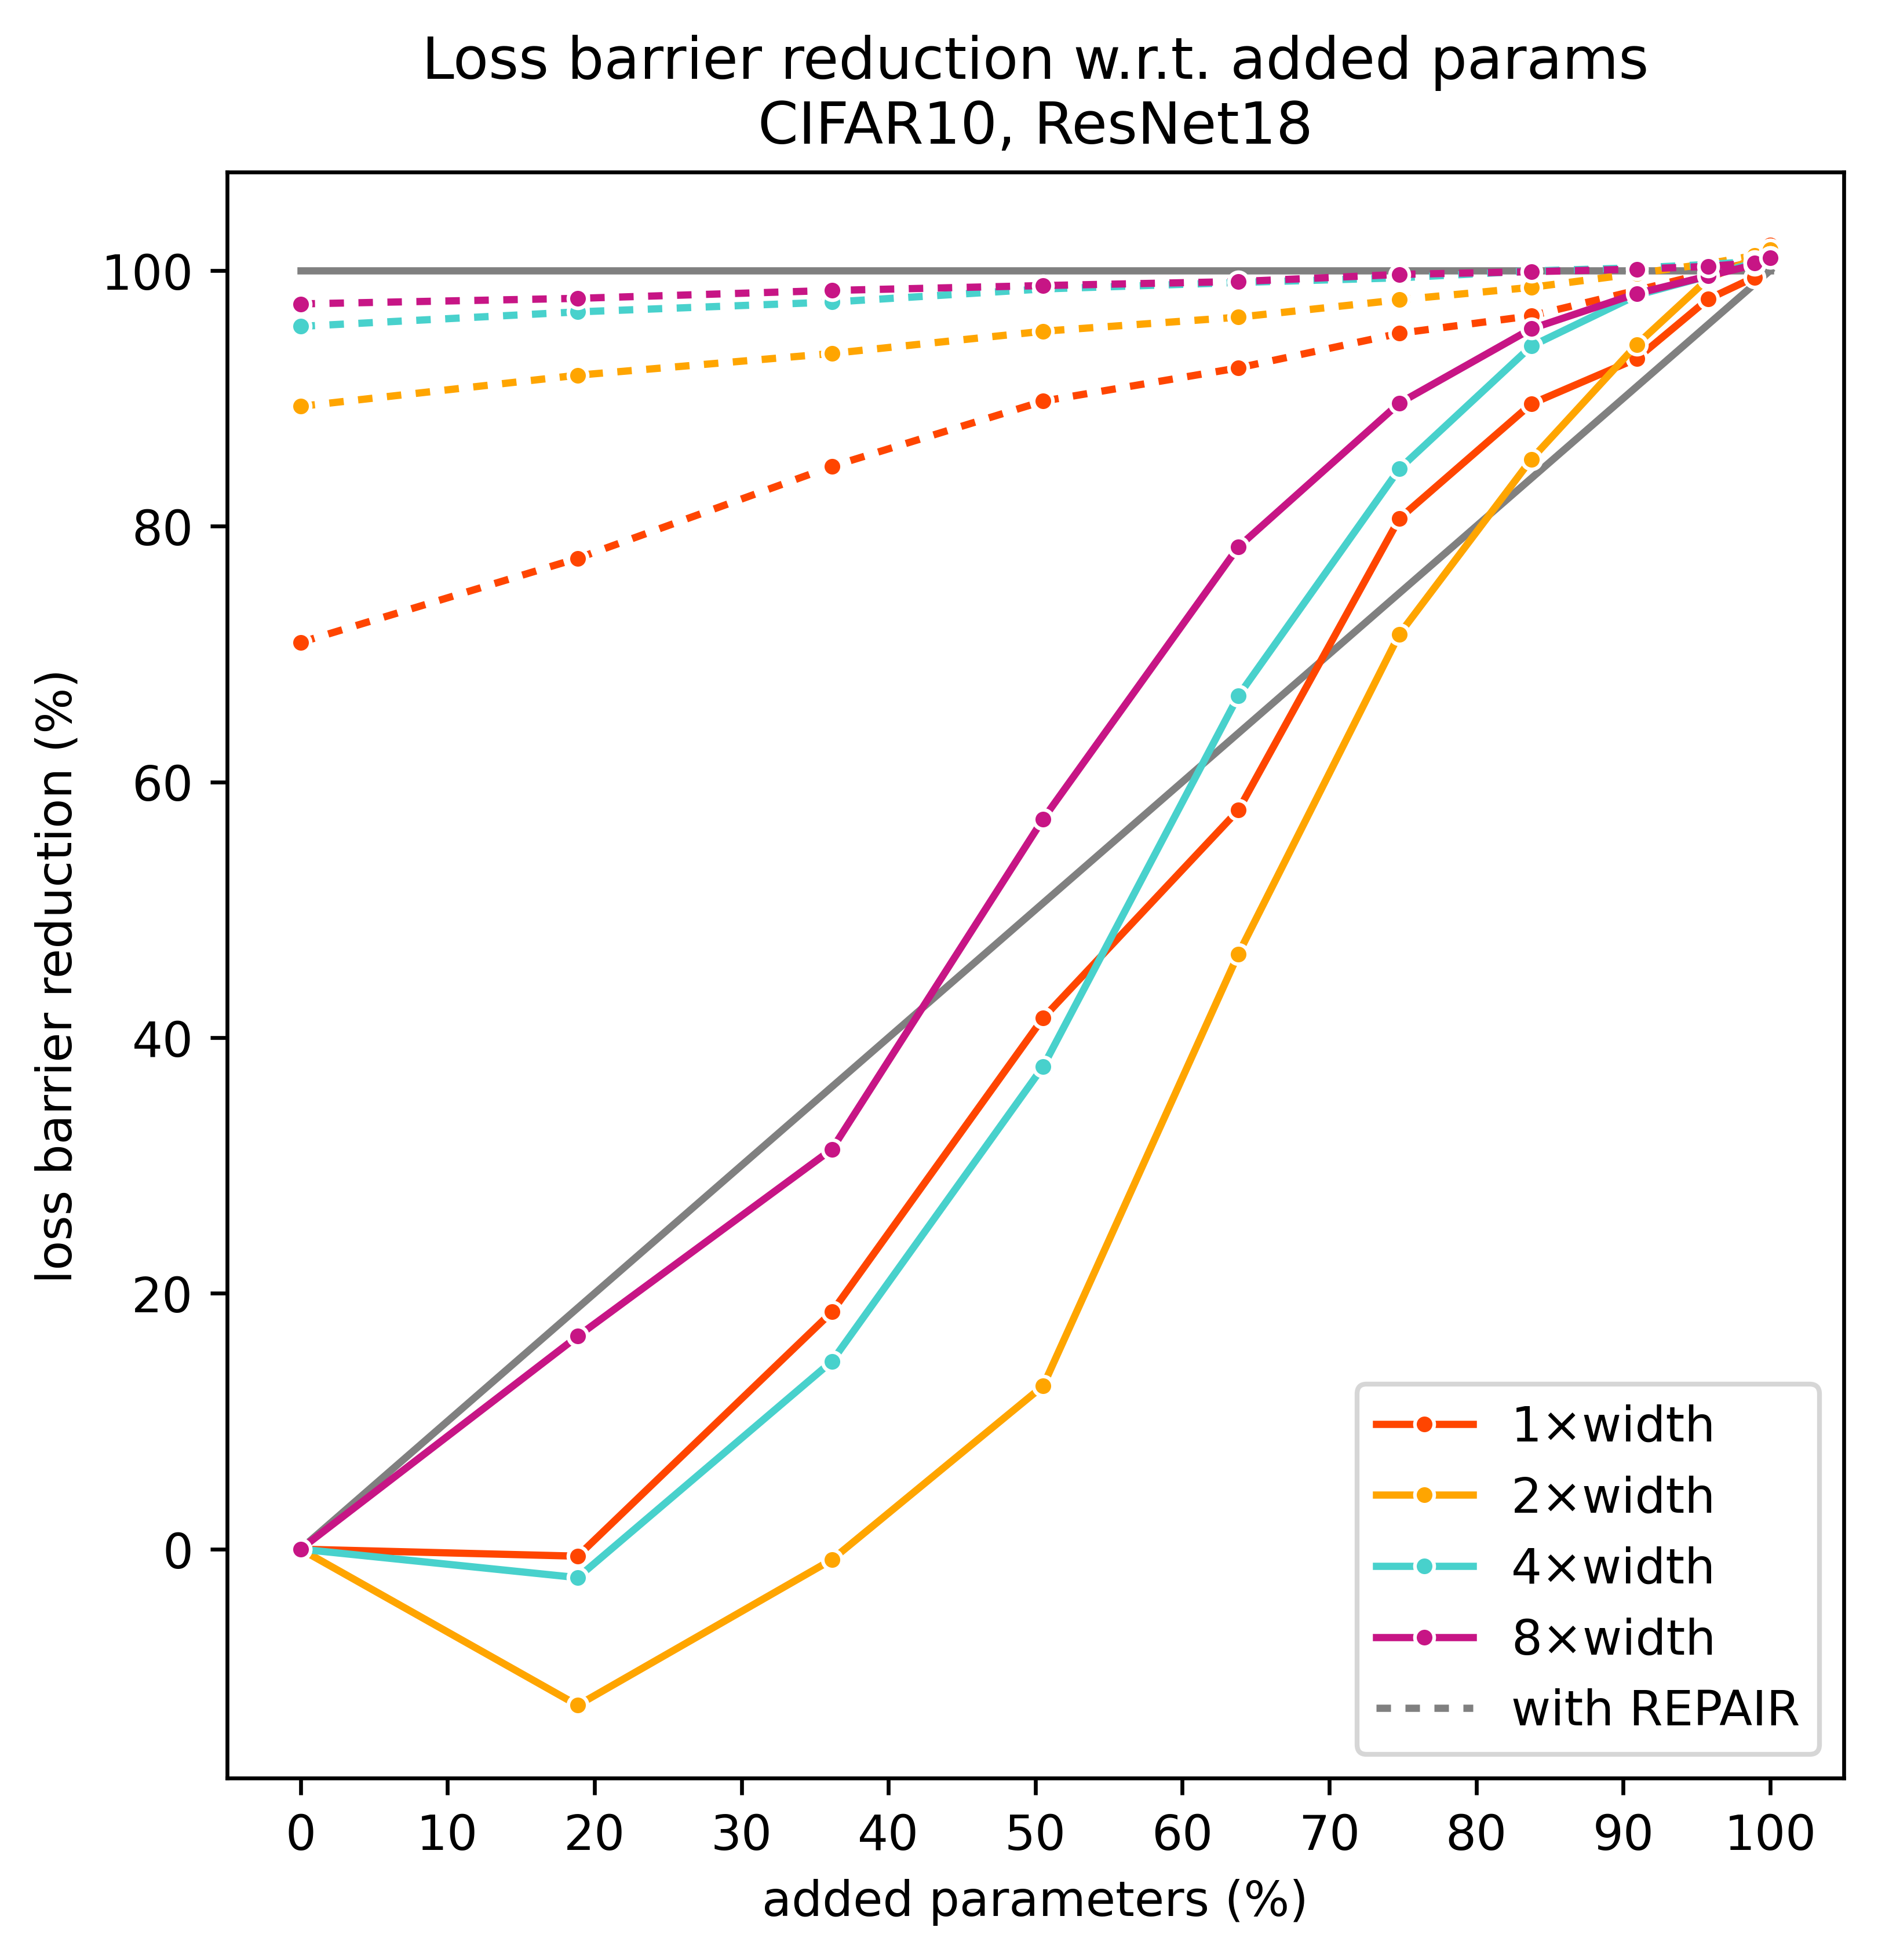 Loss barrier reduction w.r.t. added params
CIFAR10, ResNet18
loss barrier reduction (%)
100
80
60
40
20
0
1×width
2×width
4×width
8×width
with REPAIR
0 10 20 30 40 50 60 70 80 90 100
added parameters (%)